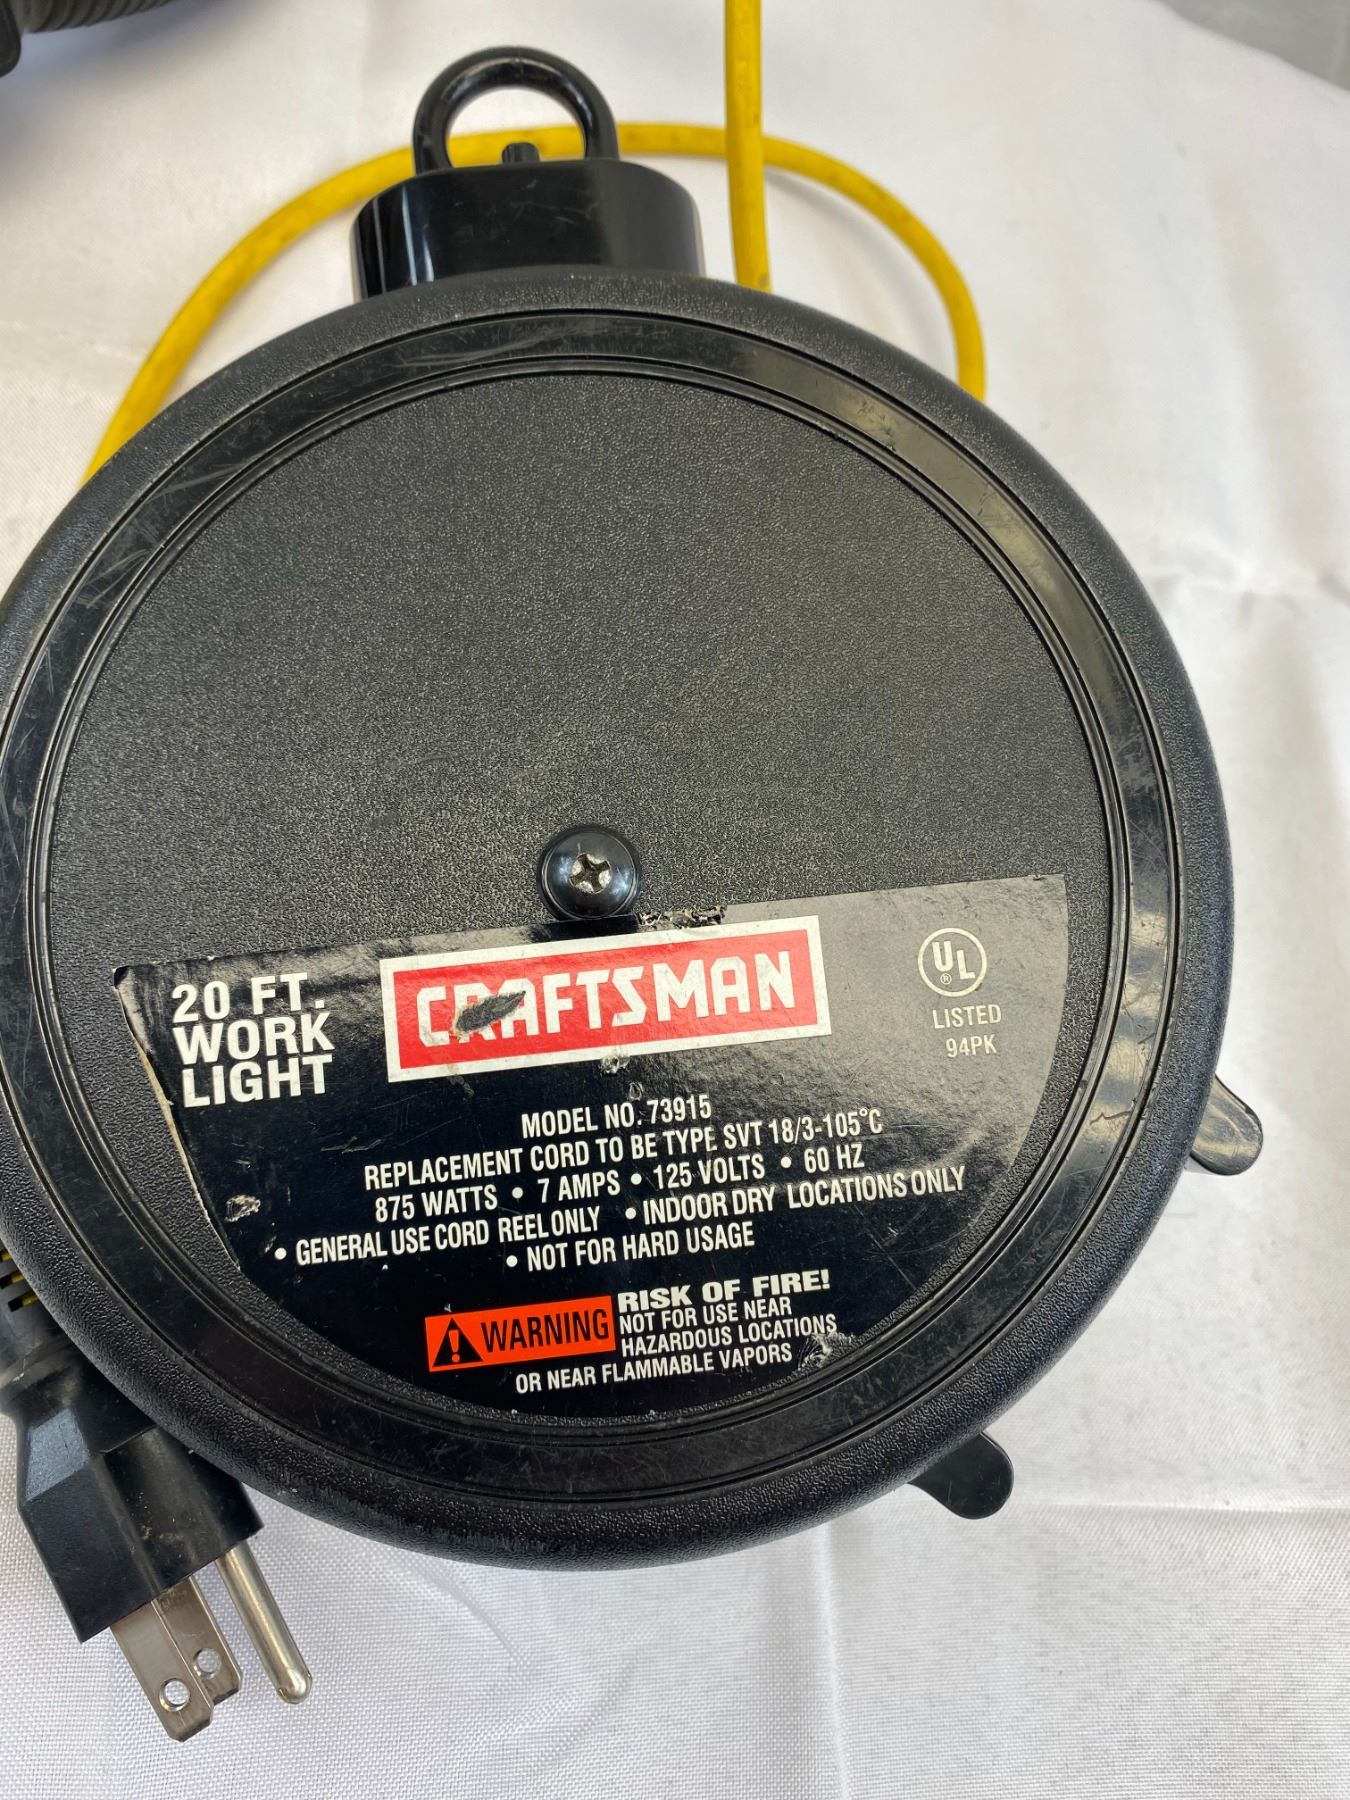 20 FT.
WORK
LIGHT
CRAFTSMAN
UL
®
LISTED
94PK
MODEL NO. 73915
REPLACEMENT CORD TO BE TYPE SVT 18/3-105°C
875 WATTS • 7 AMPS • 125 VOLTS • 60 HZ
• GENERAL USE CORD REEL ONLY • INDOOR DRY LOCATIONS ONLY
• NOT FOR HARD USAGE
WARNING
RISK OF FIRE!
NOT FOR USE NEAR
HAZARDOUS LOCATIONS
OR NEAR FLAMMABLE VAPORS